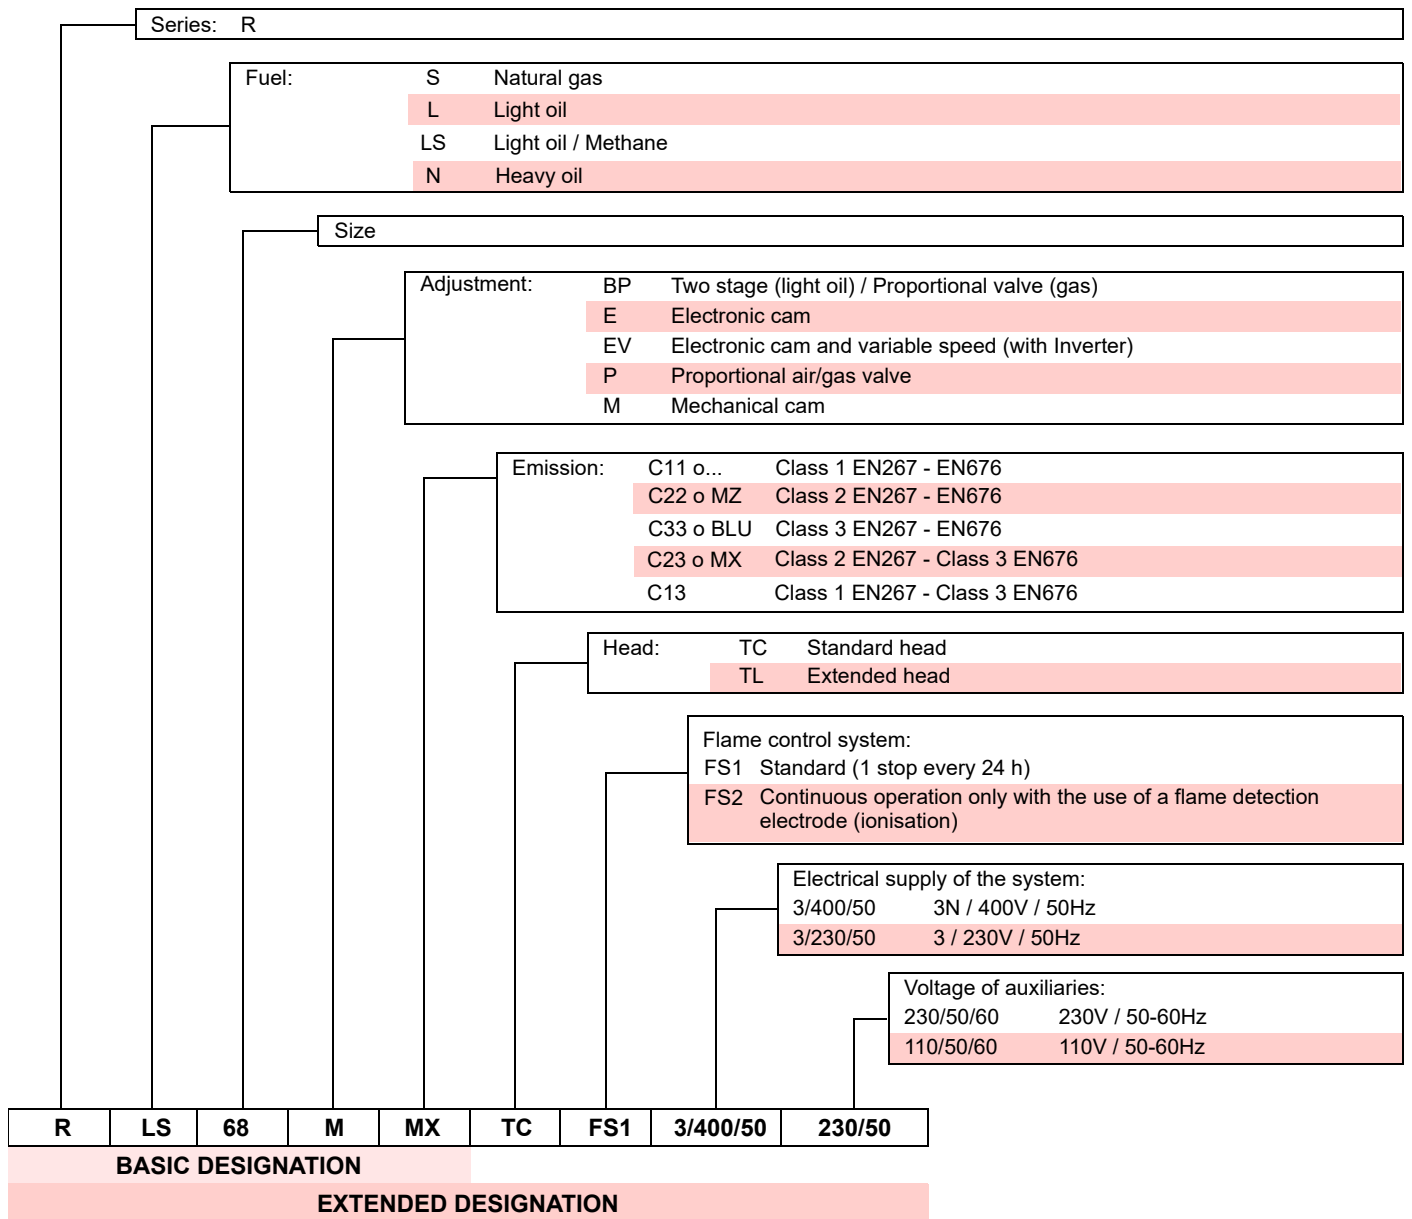 Series: R
Fuel: S Natural gas
L Light oil
LS Light oil / Methane
N Heavy oil
Size
Adjustment: BP Two stage (light oil) / Proportional valve (gas)
E Electronic cam
EV Electronic cam and variable speed (with Inverter)
P Proportional air/gas valve
M Mechanical cam
Emission: C11 o... Class 1 EN267 - EN676
C22 o MZ Class 2 EN267 - EN676
C33 o BLU Class 3 EN267 - EN676
C23 o MX Class 2 EN267 - Class 3 EN676
C13 Class 1 EN267 - Class 3 EN676
Head: TC Standard head
TL Extended head
Flame control system:
FS1 Standard (1 stop every 24 h)
FS2 Continuous operation only with the use of a flame detection
electrode (ionisation)
Electrical supply of the system:
3/400/50 3N / 400V / 50Hz
3/230/50 3 / 230V / 50Hz
Voltage of auxiliaries:
230/50/60 230V / 50-60Hz
110/50/60 110V / 50-60Hz
R LS 68 M MX TC FS1 3/400/50 230/50
BASIC DESIGNATION
EXTENDED DESIGNATION